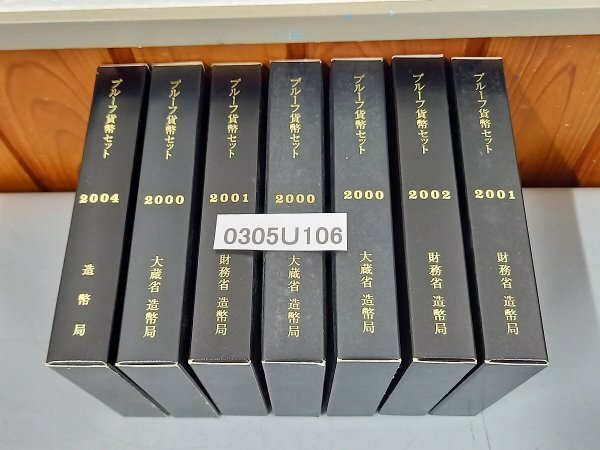 プルーフ貨幣セット
2004
造幣局
プルーフ貨幣セット
2000
大蔵省 造幣局
プルーフ貨幣セット
2001
財務省 造幣局
プルーフ貨幣セット
2000
大蔵省 造幣局
プルーフ貨幣セット
2000
大蔵省 造幣局
プルーフ貨幣セット
2002
財務省 造幣局
プルーフ貨幣セット
2001
財務省 造幣局
0305U106